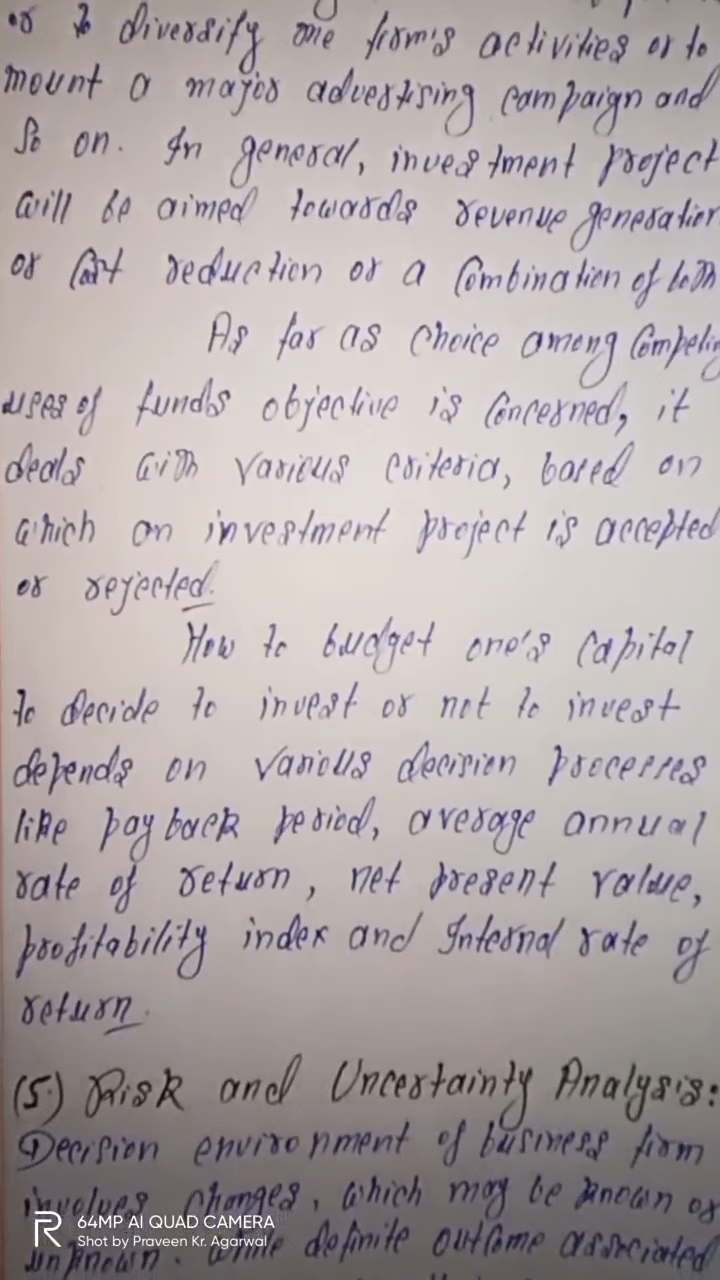 or to diversify one firm's activities or to
mount a major advertising campaign and
So on. In general, investment project
will be aimed towards revenue generation
or Cost reduction or a Combination of both
As far as choice among Competing
uses of funds objective is Concerned, it
deals with various criteria, based on
which an investment project is accepted
or rejected.
How to budget one's capital
to decide to invest or not to invest
depends on various decision processes
like pay back period, average annual
rate of return, net present value,
profitability index and Internal rate of
return.
(5.) Risk and Uncertainty Analysis:
Decision environment of business firm
involves changes, which may be known or
unknown. While definite outcome associated
64MP AI QUAD CAMERA
Shot by Praveen Kr. Agarwal